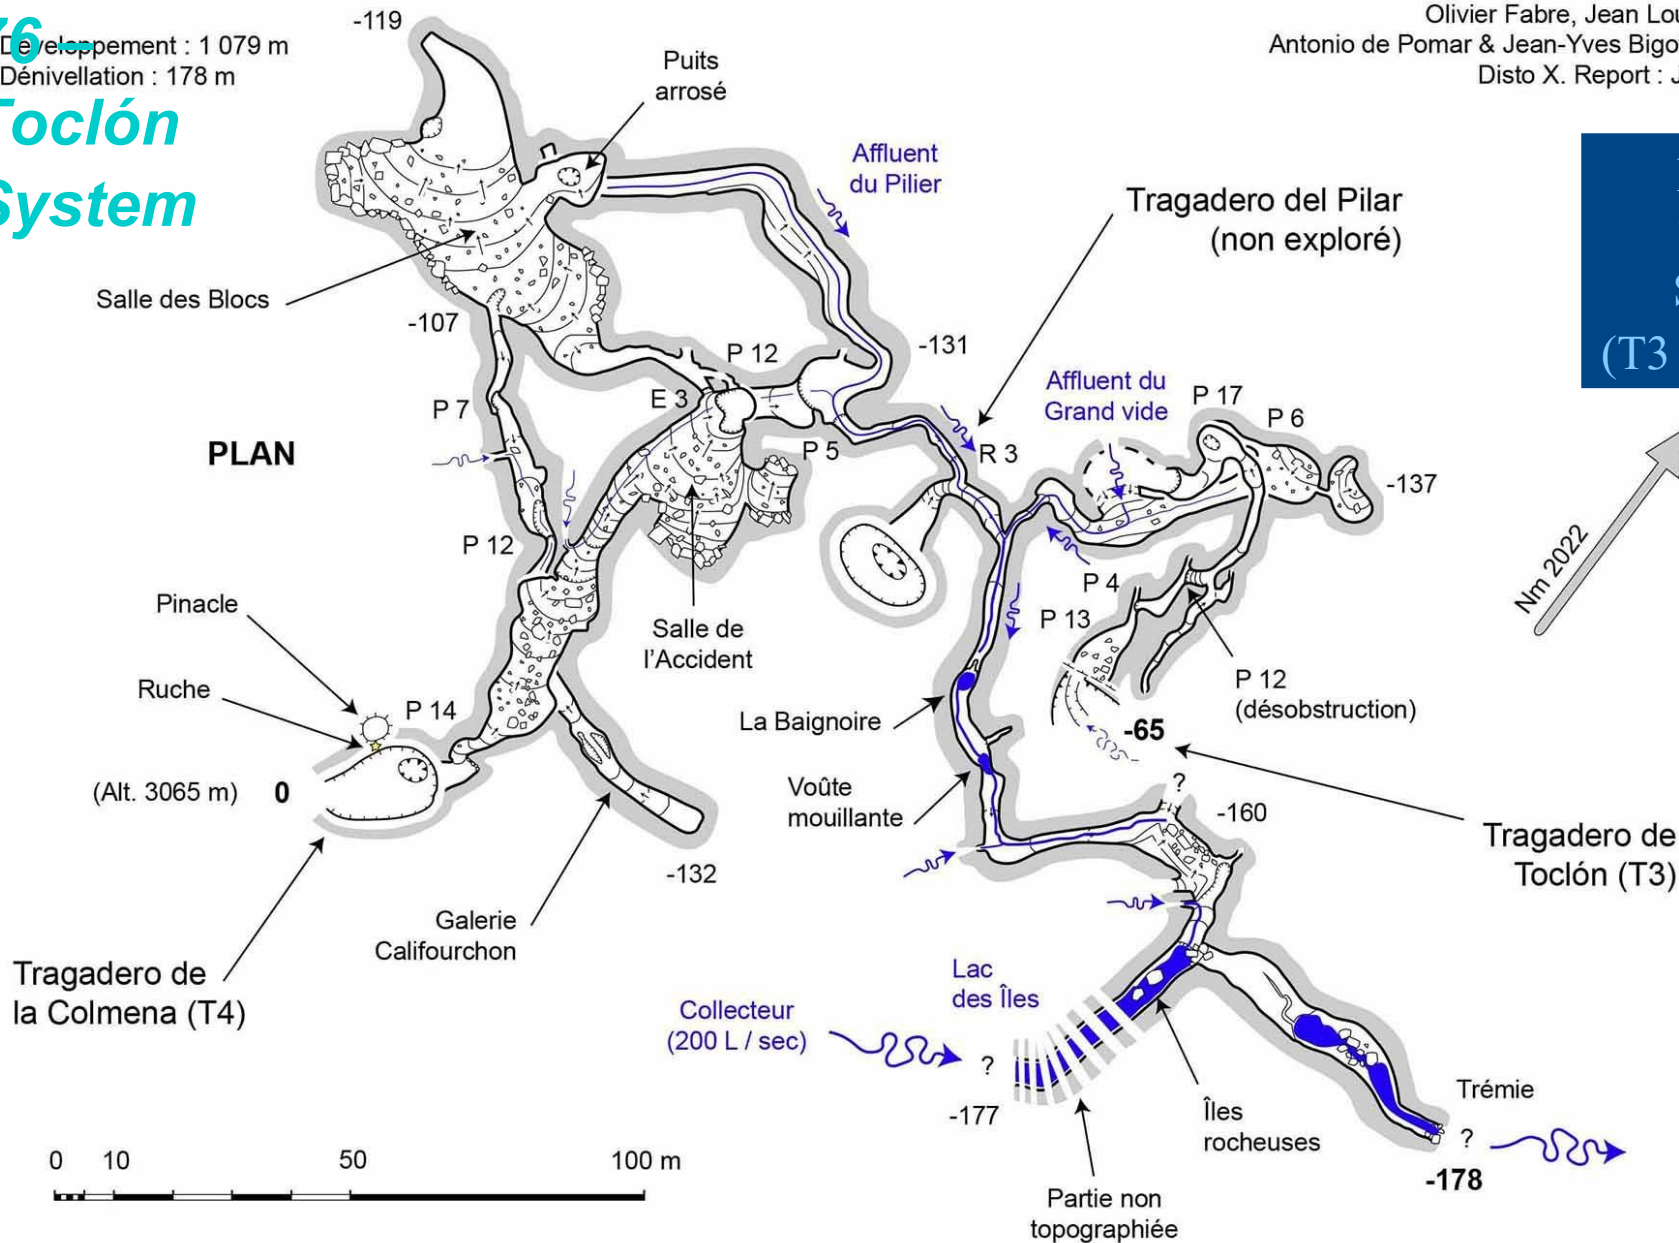 -119
Développement : 1 079 m
Dénivellation : 178 m
Toclón
System
Olivier Fabre, Jean
Antonio de Pomar & Jean-Yves
Disto X. Report :
(T3
Puits
arrosé
Affluent
du Pilier
Tragadero del Pilar
(non exploré)
Salle des Blocs
-107
P 12
-131
P 7
E 3
PLAN
P 5
R 3
Affluent du
Grand vide
P 17
P 6
-137
P 12
Nm 2022
P 4
P 13
Pinacle
Salle de
l'Accident
Ruche
P 14
P 12
(désobstruction)
La Baignoire
-65
(Alt. 3065 m) 0
Voûte
mouillante
?
-160
Tragadero de
Toclón (T3)
-132
Galerie
Califourchon
Tragadero de
la Colmena (T4)
Lac
des Îles
Collecteur
(200 L / sec)
?
-177
Îles
rocheuses
Trémie
?
-178
Partie non
topographiée
0 10 50 100 m